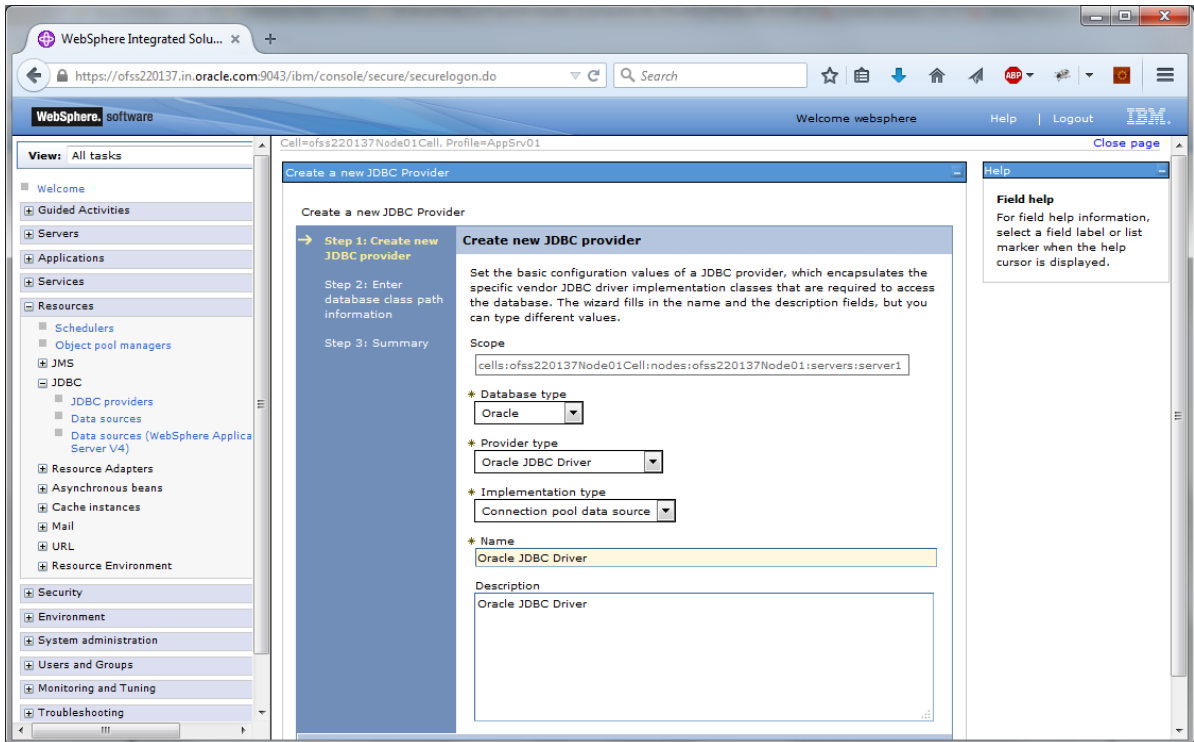 WebSphere Integrated Solu... × +
https://ofss220137.in.oracle.com:9043/ibm/console/secure/securelogon.do
Search
ABP
WebSphere. software
Welcome websphere
Help | Logout
IBM.
View: All tasks
Welcome
Guided Activities
Servers
Applications
Services
Resources
Schedulers
Object pool managers
JMS
JDBC
JDBC providers
Data sources
Data sources (WebSphere Applica
Server V4)
Resource Adapters
Asynchronous beans
Cache instances
Mail
URL
Resource Environment
Security
Environment
System administration
Users and Groups
Monitoring and Tuning
Troubleshooting
Cell=ofss220137Node01Cell, Profile=AppSrv01
Close page
Create a new JDBC Provider
Create a new JDBC Provider
Step 1: Create new
JDBC provider
Step 2: Enter
database class path
information
Step 3: Summary
Create new JDBC provider
Set the basic configuration values of a JDBC provider, which encapsulates the
specific vendor JDBC driver implementation classes that are required to access
the database. The wizard fills in the name and the description fields, but you
can type different values.
Scope
cells:ofss220137Node01Cell:nodes:ofss220137Node01:servers:server1
* Database type
Oracle
* Provider type
Oracle JDBC Driver
* Implementation type
Connection pool data source
* Name
Oracle JDBC Driver
Description
Oracle JDBC Driver
Help
Field help
For field help information,
select a field label or list
marker when the help
cursor is displayed.